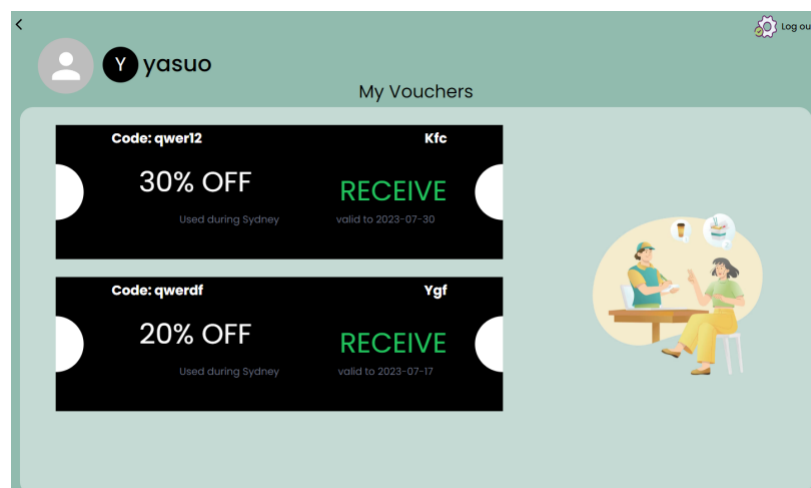 Log ou
Y yasuo
My Vouchers
Code: qwer12 Kfc
30% OFF RECEIVE
Used during Sydney valid to 2023-07-30
Code: qwerdf Ygf
20% OFF RECEIVE
Used during Sydney valid to 2023-07-17